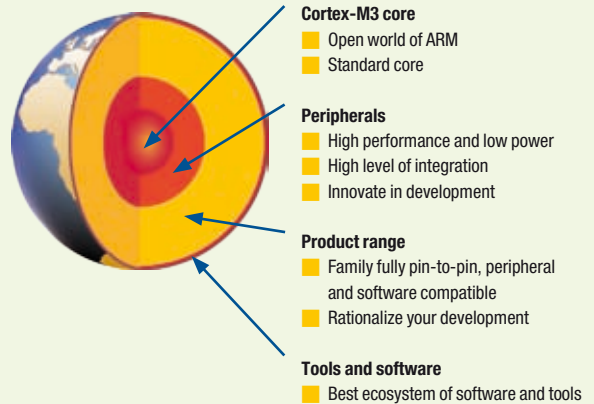 Cortex-M3 core
Open world of ARM
Standard core
Peripherals
High performance and low power
High level of integration
Innovate in development
Product range
Family fully pin-to-pin, peripheral
and software compatible
Rationalize your development
Tools and software
Best ecosystem of software and tools